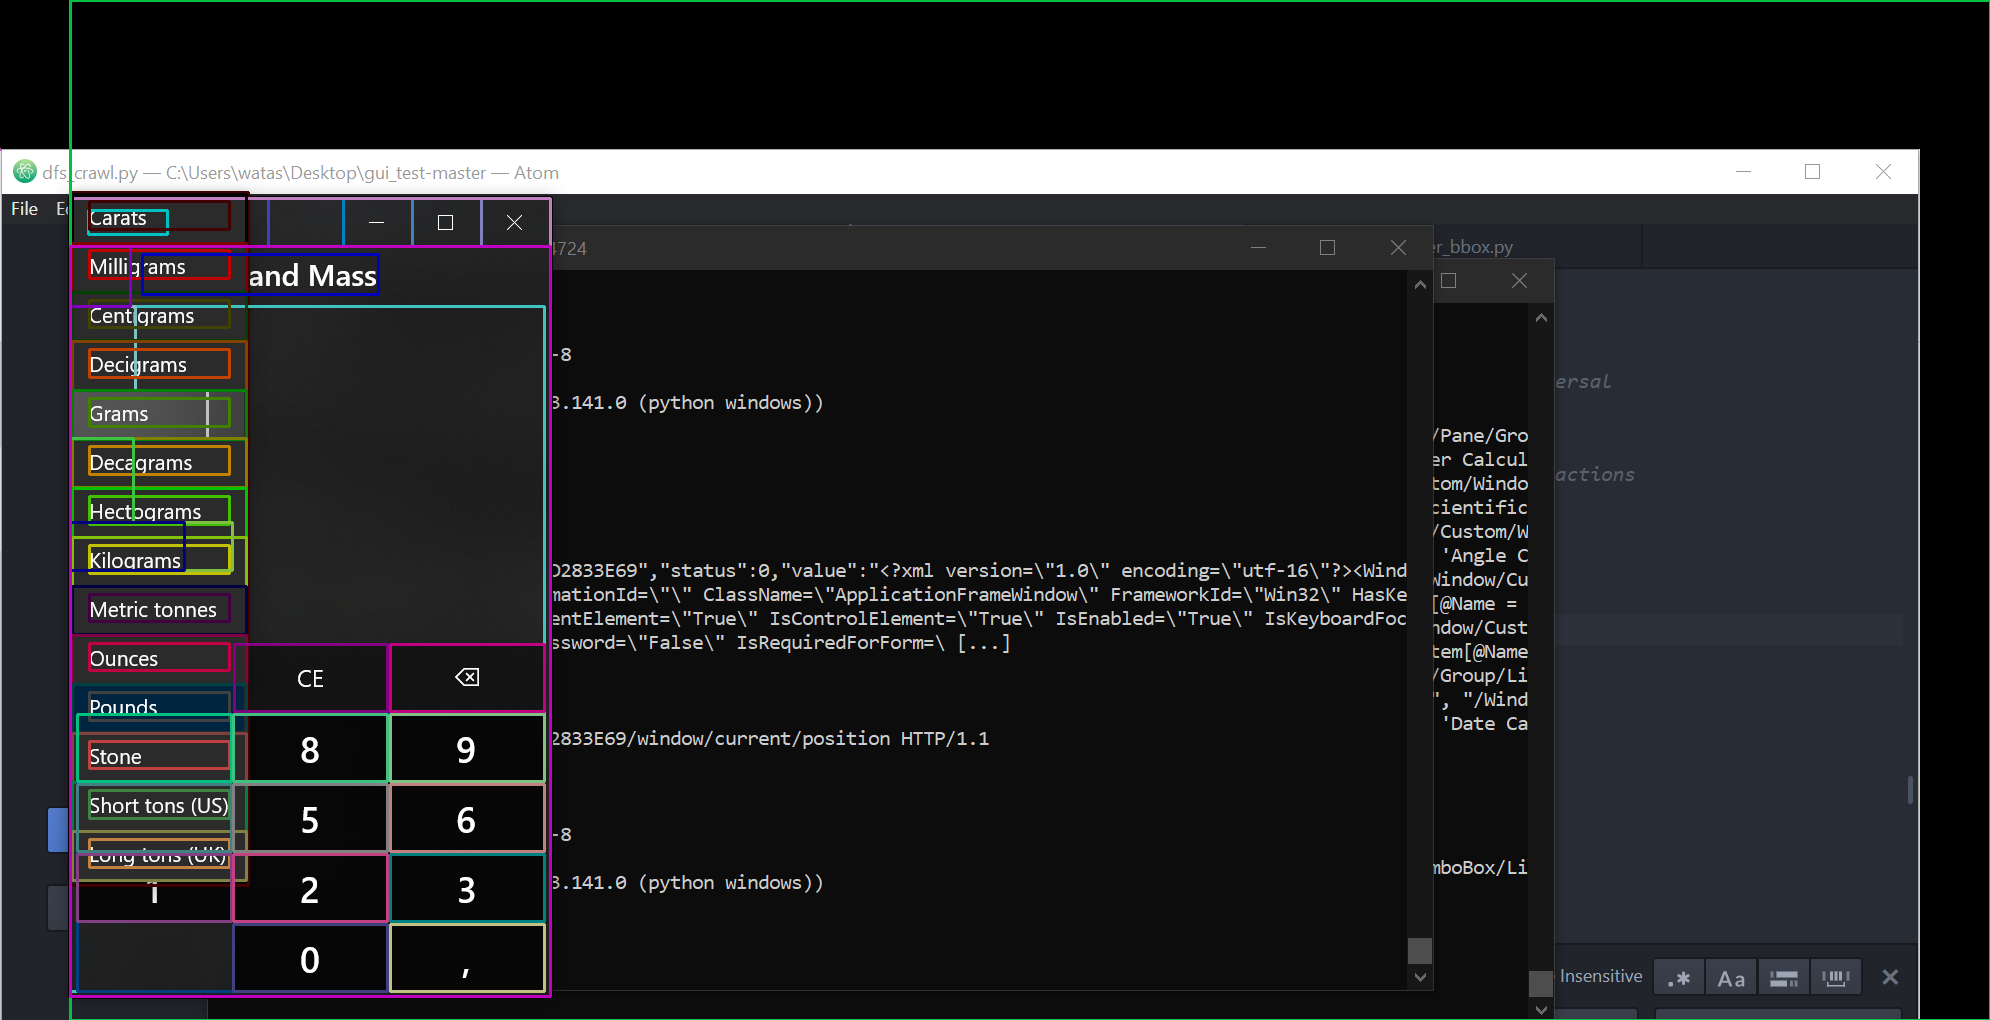 dfs_crawl.py — C:\Users\watas\Desktop\gui_test-master — Atom
File
Carats
Milligrams
and Mass
Centigrams
Decigrams
Grams
Decagrams
Hectograms
Kilograms
Metric tonnes
Ounces
Pounds
Stone
Short tons (US)
Long tons (UK)
CE
8
9
5
6
1
2
3
0
,
4724
-8
3.141.0 (python windows))
D2833E69","status":0,"value":"<?xml version=\"1.0\" encoding=\"utf-16\"?><Wind
mationId=\"\" ClassName=\"ApplicationFrameWindow\" FrameworkId=\"Win32\" HasKe
entElement=\"True\" IsControlElement=\"True\" IsEnabled=\"True\" IsKeyboardFoc
ssword=\"False\" IsRequiredForForm=\ [...]
2833E69/window/current/position HTTP/1.1
-8
3.141.0 (python windows))
er_bbox.py
/Pane/Gro
er Calcul
tom/Windo
cientific
/Custom/W
'Angle C
Window/Cu
[@Name =
ndow/Cust
tem[@Name
/Group/Li
", "/Wind
'Date Ca
mboBox/Li
ersal
actions
Insensitive
.*
Aa